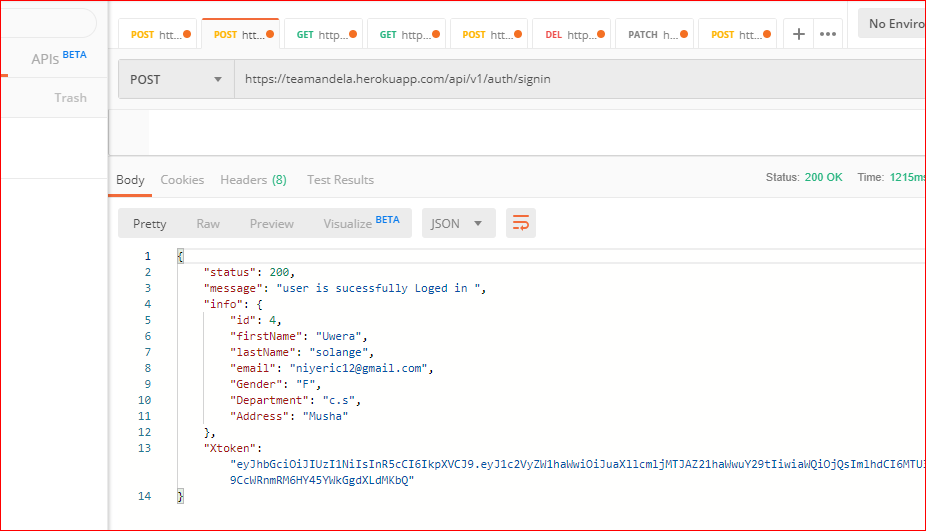 POST htt...
POST htt...
GET http...
GET http...
POST htt...
DEL http...
PATCH h...
POST htt...
+
•••
No Enviro
APIs BETA
Trash
POST
https://teamandela.herokuapp.com/api/v1/auth/signin
Body Cookies Headers (8) Test Results Status: 200 OK Time: 1215ms
Pretty Raw Preview Visualize BETA JSON
1 {
2 "status": 200,
3 "message": "user is sucessfully Loged in ",
4 "info": {
5 "id": 4,
6 "firstName": "Uwera",
7 "lastName": "solange",
8 "email": "niyeric12@gmail.com",
9 "Gender": "F",
10 "Department": "c.s",
11 "Address": "Musha"
12 },
13 "Xtoken":
"eyJhbGciOiJIUzI1NiIsInR5cCI6IkpXVCJ9.eyJ1c2VyZW1haWwiOiJuaXllcmljMTJAZ21haWwuY29tIiwiaWQiOjQsImlhdCI6MTU
9CcWRnmRM6HY45YWkGgdXLdMKbQ"
14 }